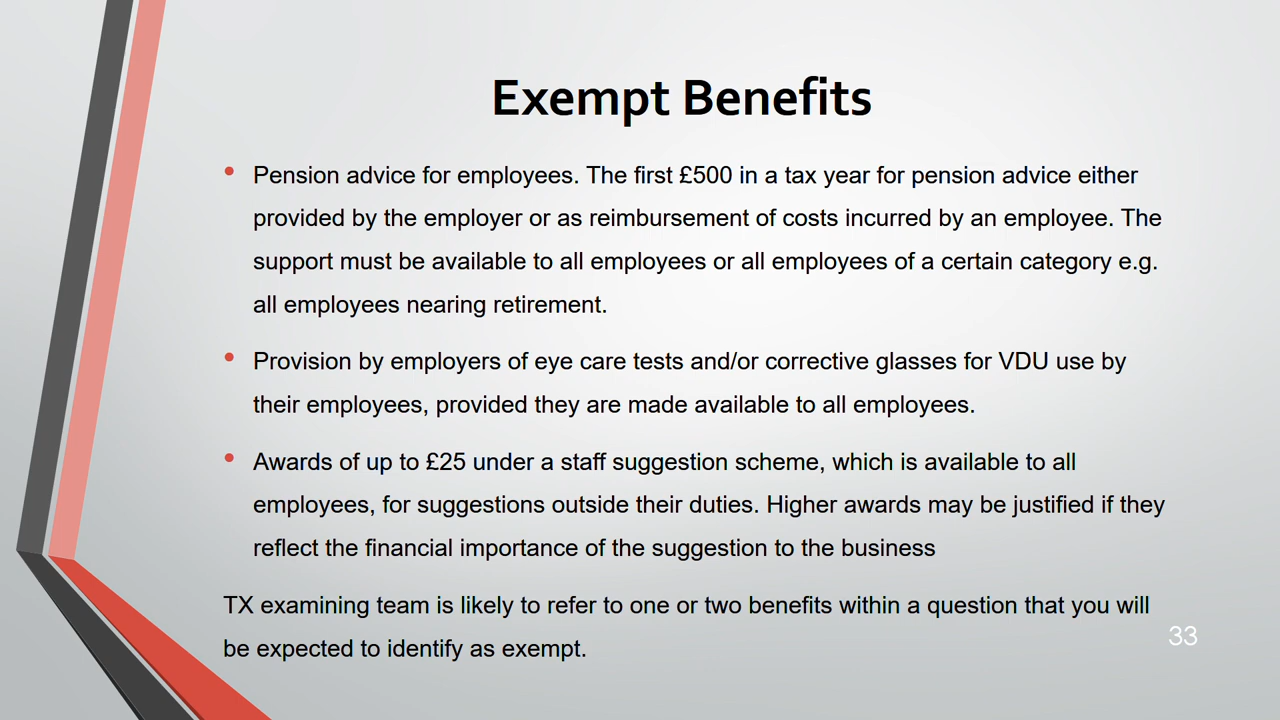 Exempt Benefits
• Pension advice for employees. The first £500 in a tax year for pension advice either
provided by the employer or as reimbursement of costs incurred by an employee. The
support must be available to all employees or all employees of a certain category e.g.
all employees nearing retirement.
• Provision by employers of eye care tests and/or corrective glasses for VDU use by
their employees, provided they are made available to all employees.
• Awards of up to £25 under a staff suggestion scheme, which is available to all
employees, for suggestions outside their duties. Higher awards may be justified if they
reflect the financial importance of the suggestion to the business
TX examining team is likely to refer to one or two benefits within a question that you will
be expected to identify as exempt.
33